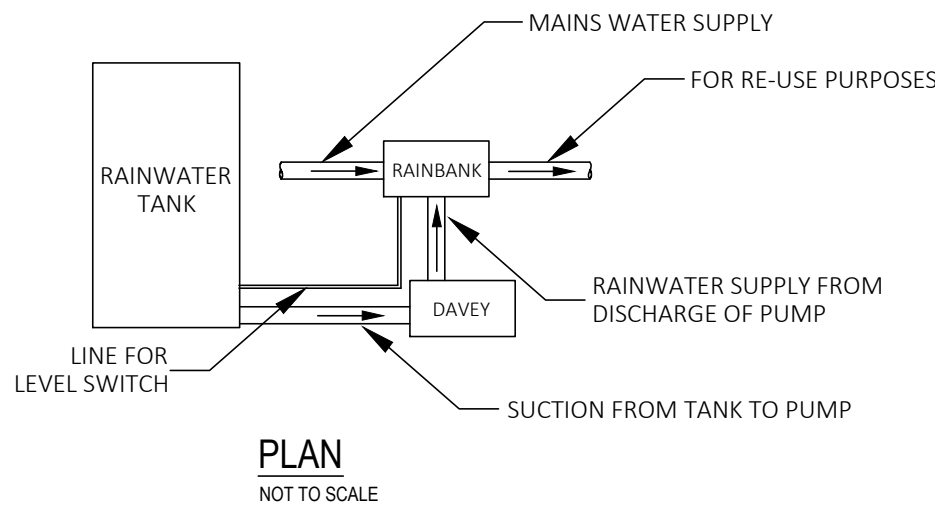 MAINS WATER SUPPLY
FOR RE-USE PURPOSES
RAINWATER
TANK
RAINBANK
RAINWATER SUPPLY FROM
DISCHARGE OF PUMP
DAVEY
LINE FOR
LEVEL SWITCH
SUCTION FROM TANK TO PUMP
PLAN
NOT TO SCALE